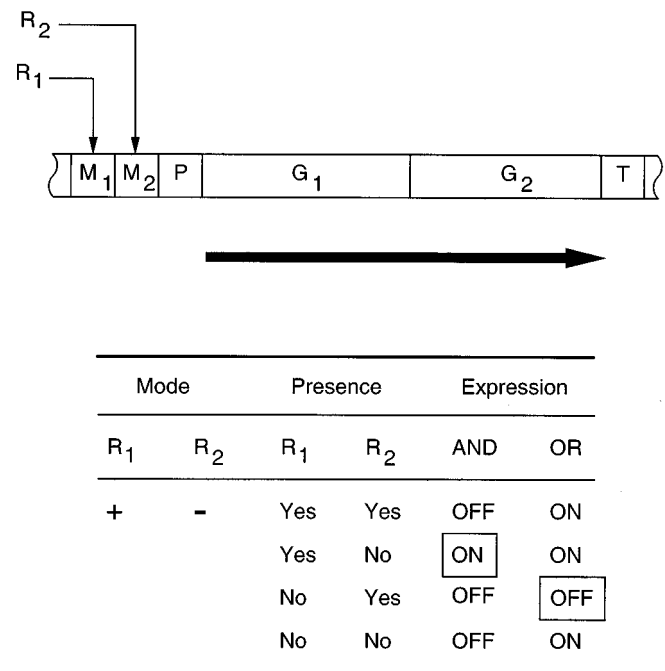 R2
R1
M1 M2 P G1 G2 T
Mode Presence Expression
R1 R2 R1 R2 AND OR
+ - Yes Yes OFF ON
Yes No ON ON
No Yes OFF OFF
No No OFF ON